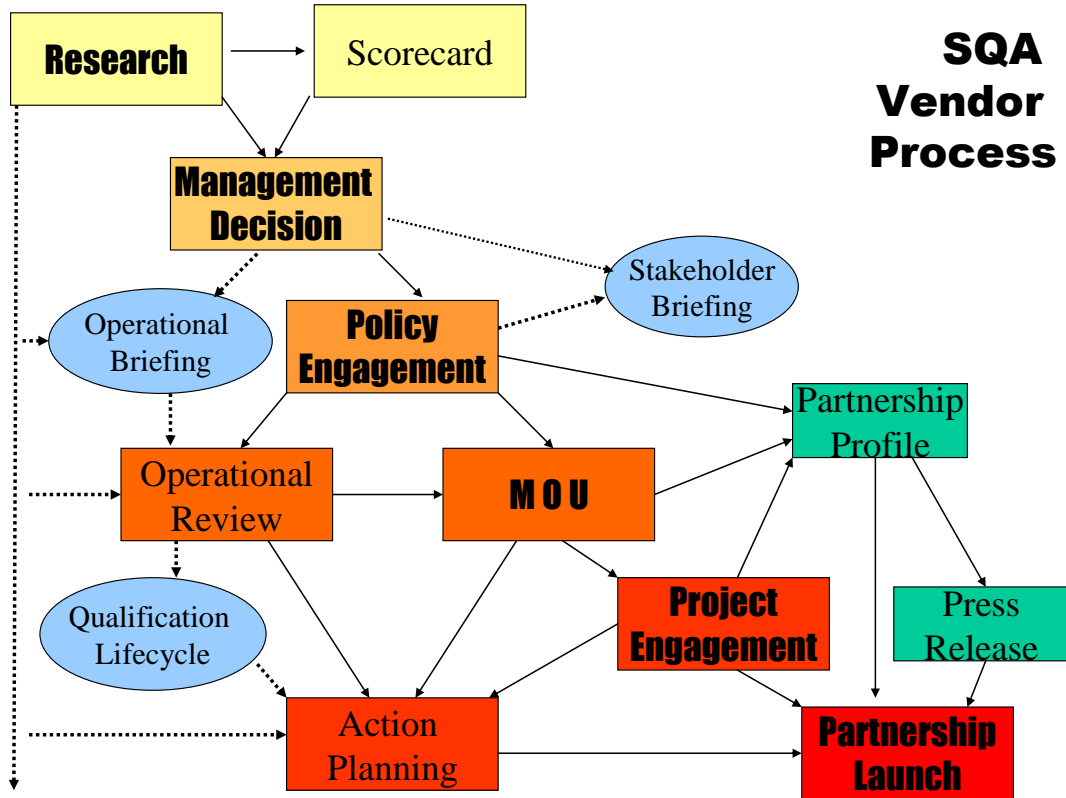 Research
Scorecard
SQA
Vendor
Process
Management
Decision
Stakeholder
Briefing
Operational
Briefing
Policy
Engagement
Partnership
Profile
Operational
Review
M O U
Qualification
Lifecycle
Project
Engagement
Press
Release
Action
Planning
Partnership
Launch